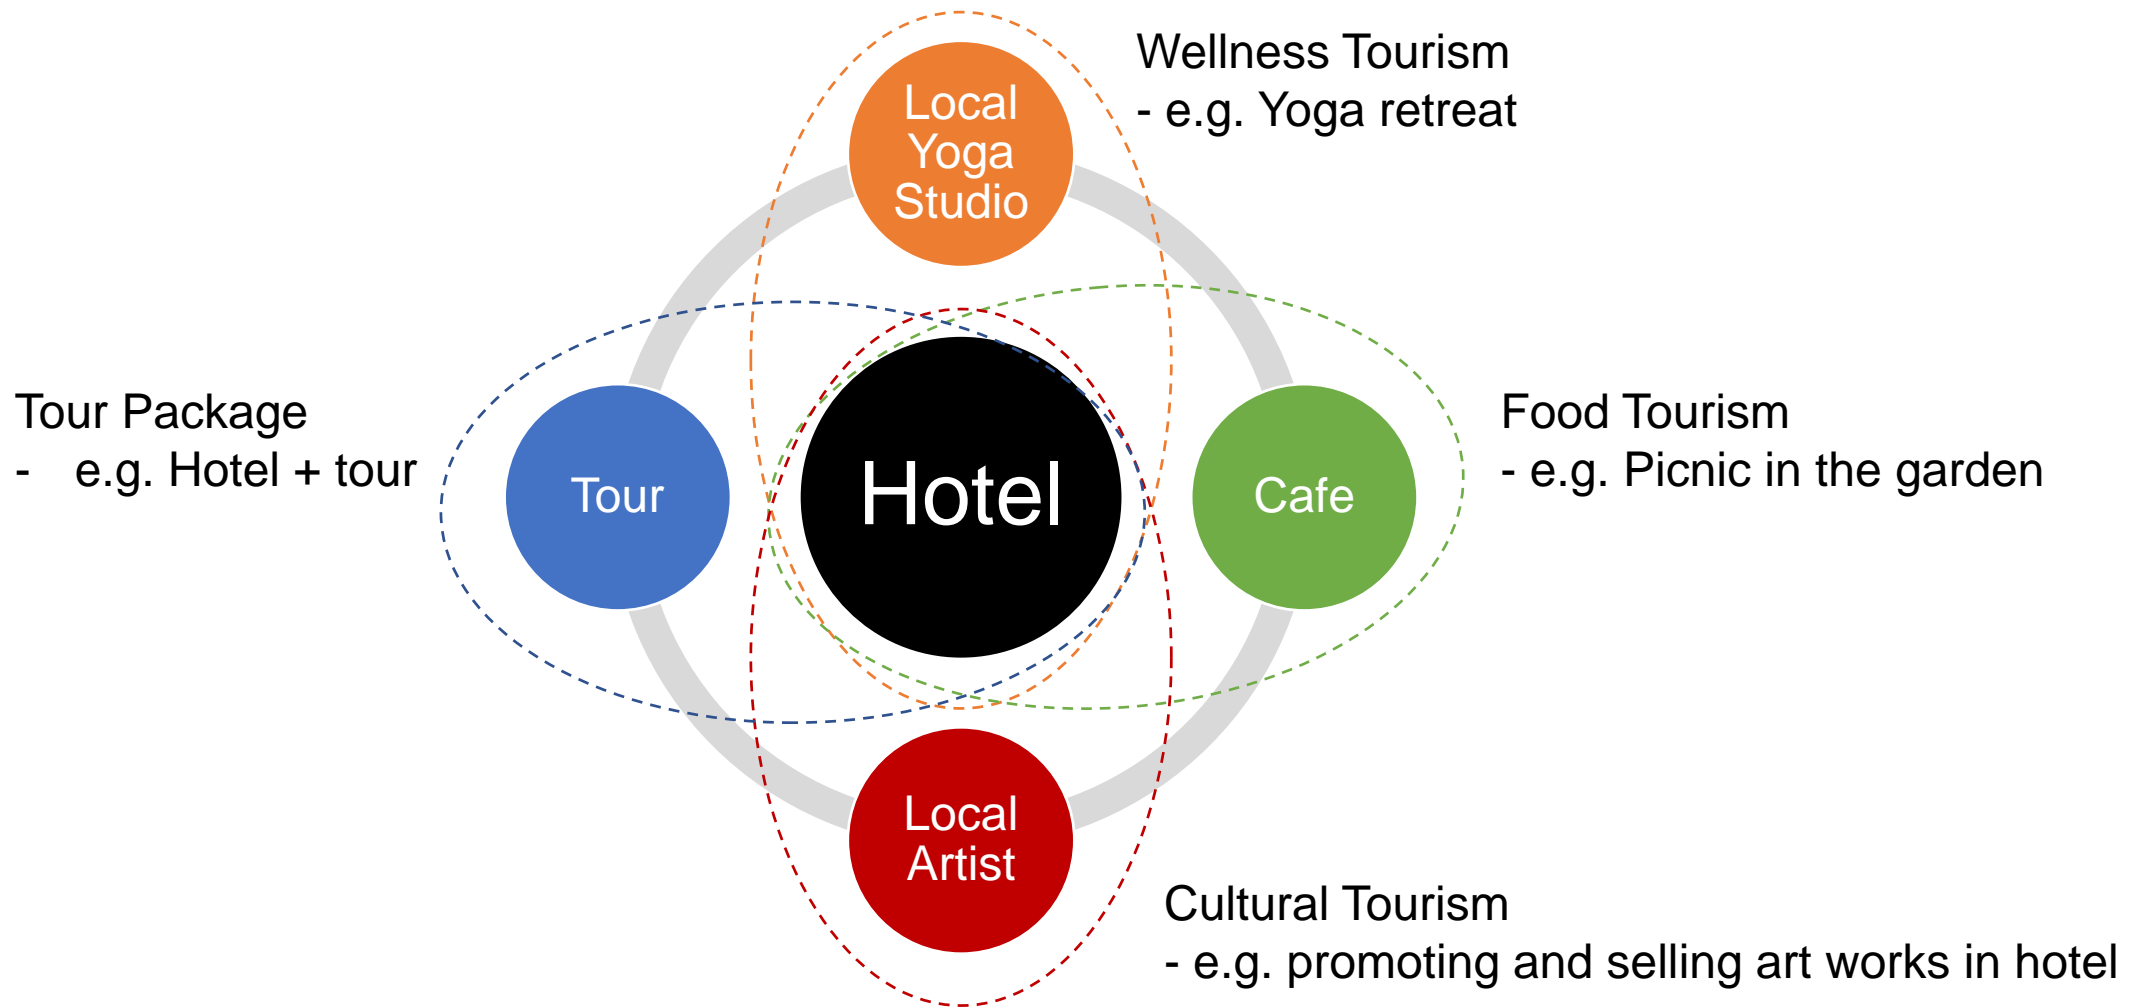 Wellness Tourism
- e.g. Yoga retreat
Local
Yoga
Studio
Tour Package
- e.g. Hotel + tour
Tour
Hotel
Cafe
Food Tourism
- e.g. Picnic in the garden
Local
Artist
Cultural Tourism
- e.g. promoting and selling art works in hotel